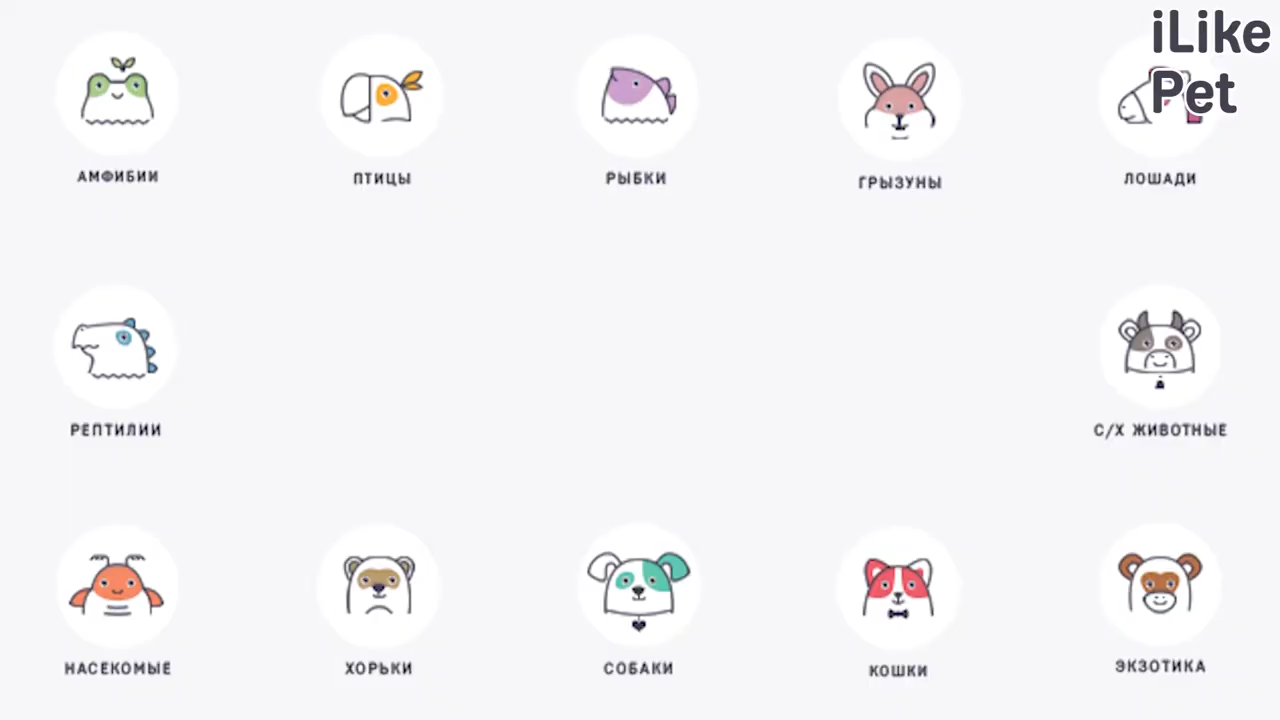 iLike
Pet
АМФИБИИ
ПТИЦЫ
РЫБКИ
ГРЫЗУНЫ
ЛОШАДИ
РЕПТИЛИИ
С/Х ЖИВОТНЫЕ
НАСЕКОМЫЕ
ХОРЬКИ
СОБАКИ
КОШКИ
ЭКЗОТИКА